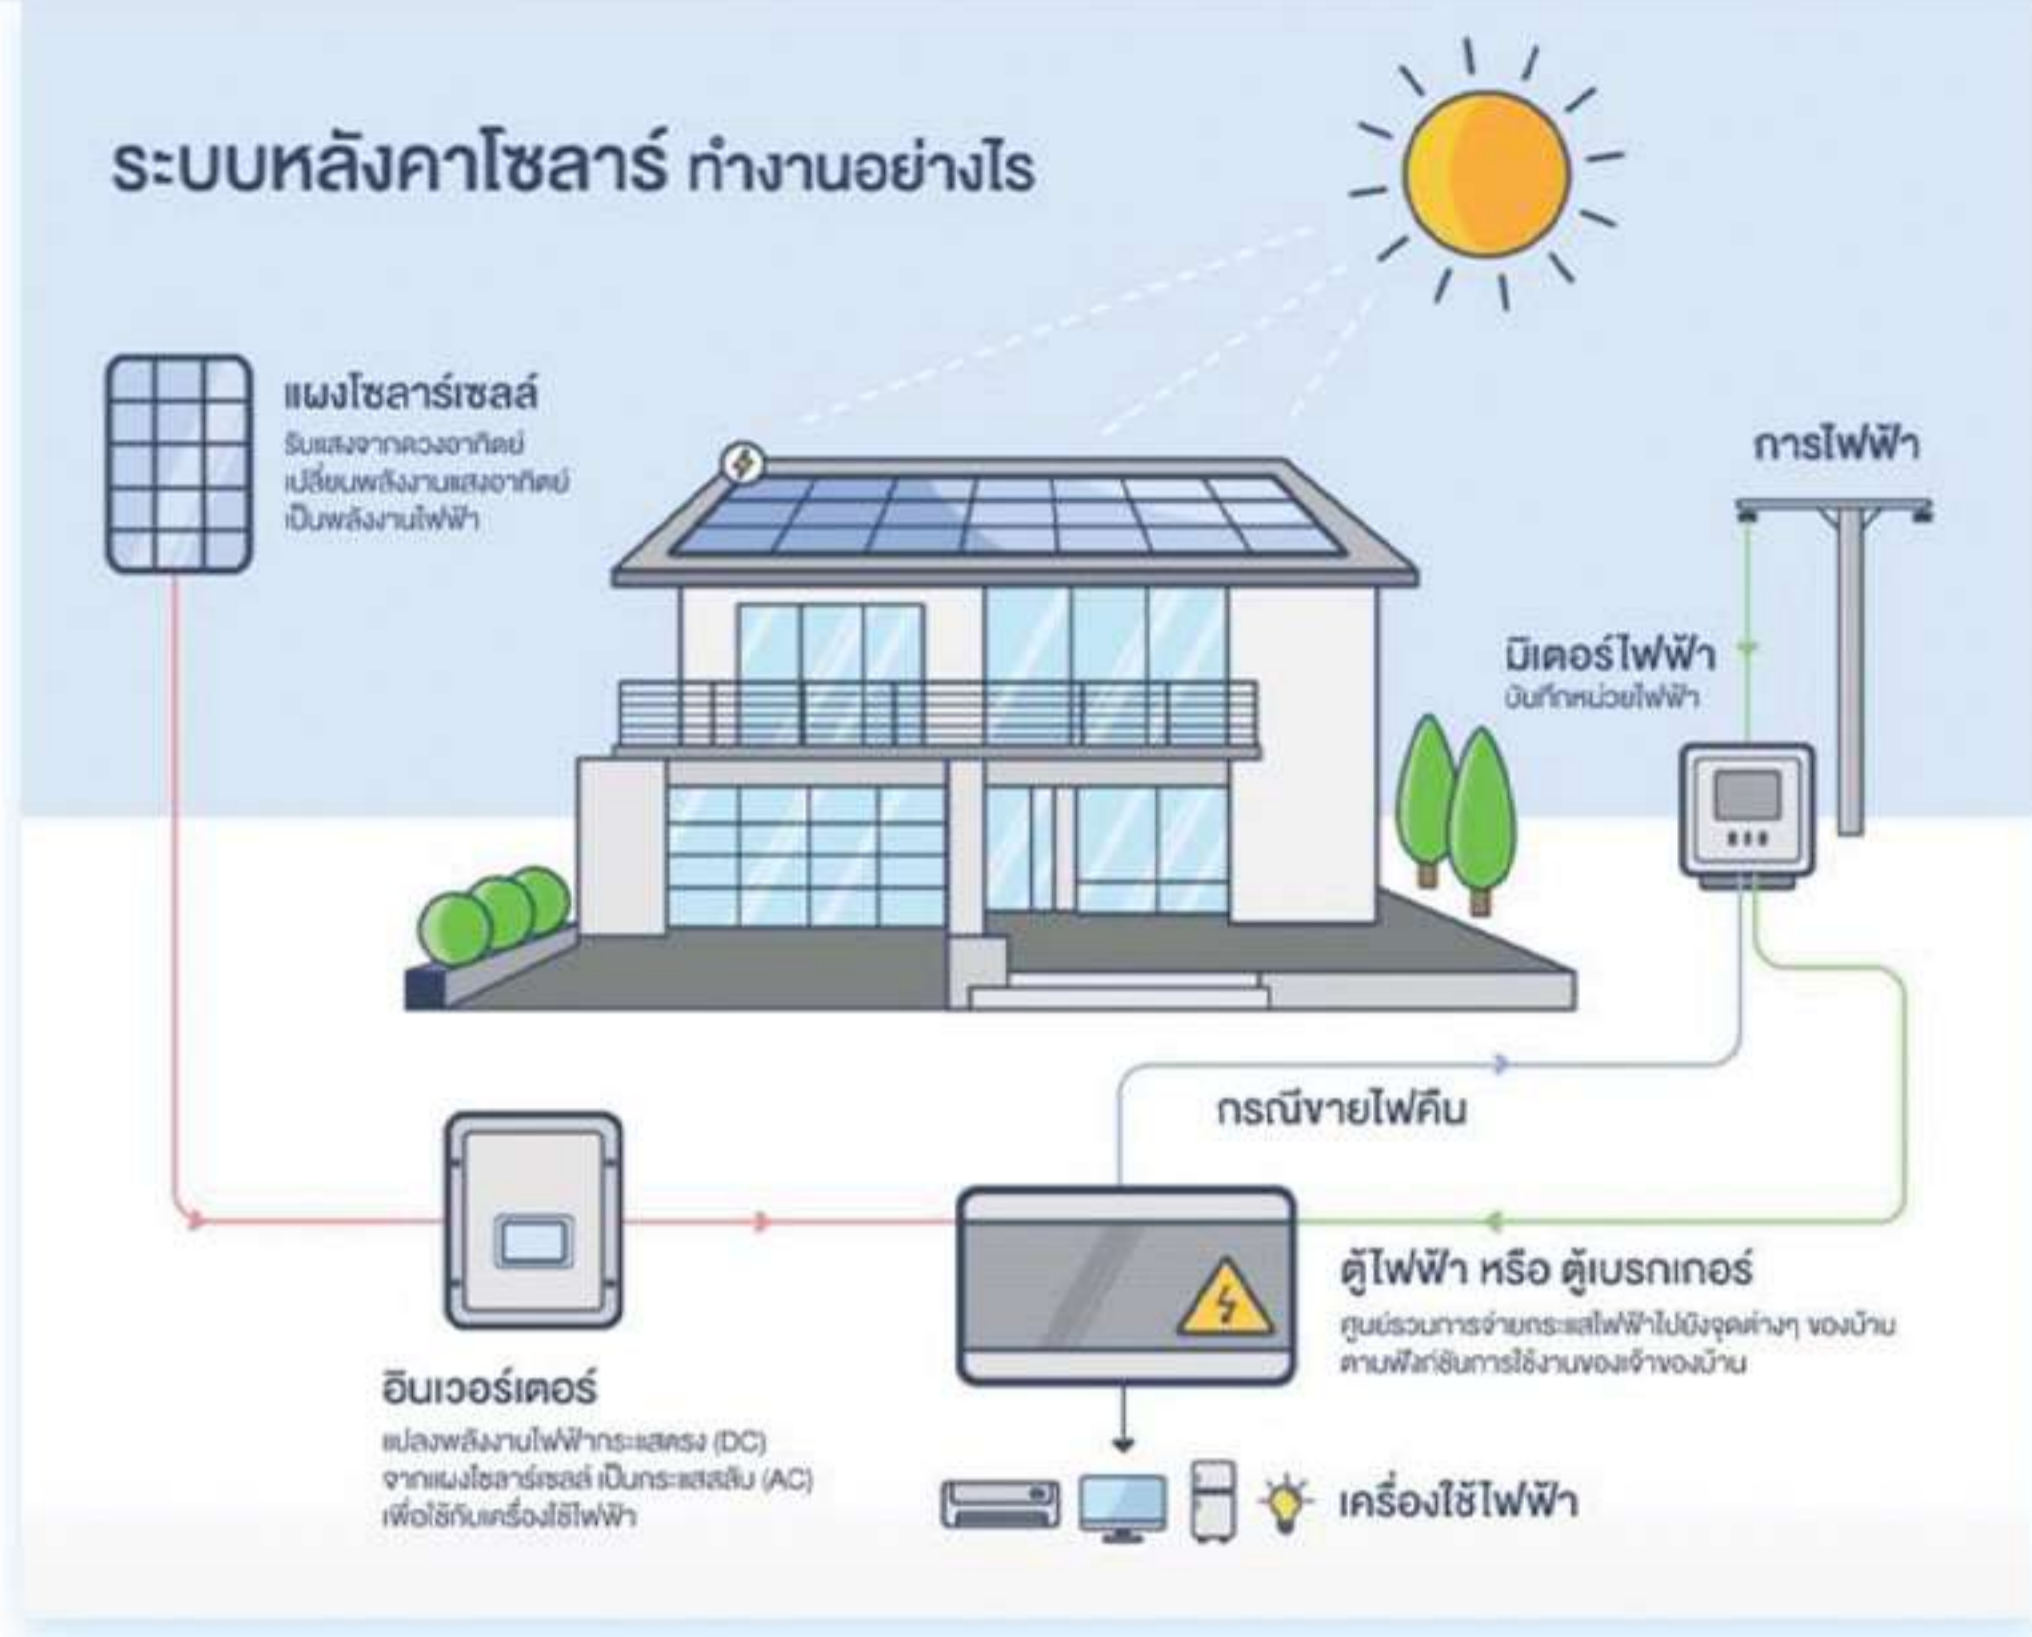 ระบบหลังคาโซลาร์ ทำงานอย่างไร
แผงโซลาร์เซลล์
รับแสงจากดวงอาทิตย์
เปลี่ยนพลังงานแสงอาทิตย์
เป็นพลังงานไฟฟ้า
การไฟฟ้า
มิเตอร์ไฟฟ้า
บันทึกหน่วยไฟฟ้า
กรณีขายไฟคืน
ตู้ไฟฟ้า หรือ ตู้เบรกเกอร์
ศูนย์รวมการจ่ายกระแสไฟฟ้าไปยังจุดต่างๆ ของบ้าน
ตามฟังก์ชันการใช้งานของเจ้าของบ้าน
อินเวอร์เตอร์
แปลงพลังงานไฟฟ้ากระแสตรง (DC)
จากแผงโซลาร์เซลล์ เป็นกระแสสลับ (AC)
เพื่อใช้กับเครื่องใช้ไฟฟ้า
เครื่องใช้ไฟฟ้า